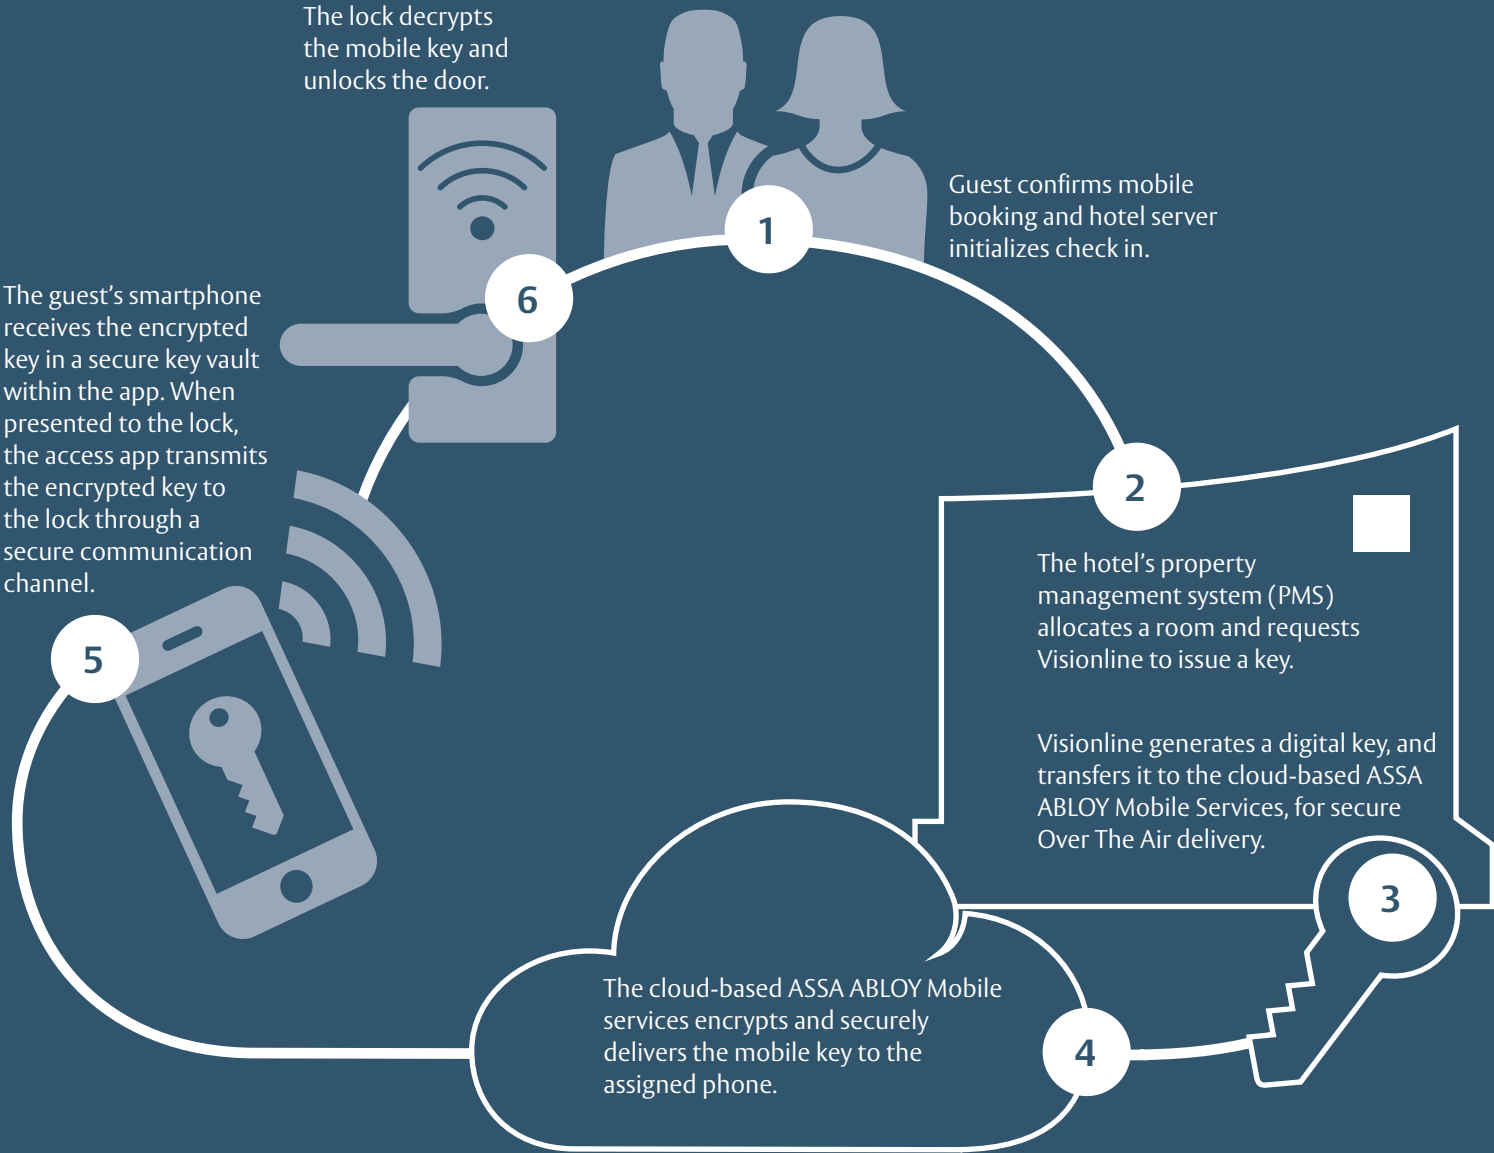 The lock decrypts
the mobile key and
unlocks the door.
1
Guest confirms mobile
booking and hotel server
initializes check in.
6
The guest’s smartphone
receives the encrypted
key in a secure key vault
within the app. When
presented to the lock,
the access app transmits
the encrypted key to
the lock through a
secure communication
channel.
2
The hotel’s property
management system (PMS)
allocates a room and requests
Visionline to issue a key.
5
Visionline generates a digital key, and
transfers it to the cloud-based ASSA
ABLOY Mobile Services, for secure
Over The Air delivery.
3
The cloud-based ASSA ABLOY Mobile
services encrypts and securely
delivers the mobile key to the
assigned phone.
4